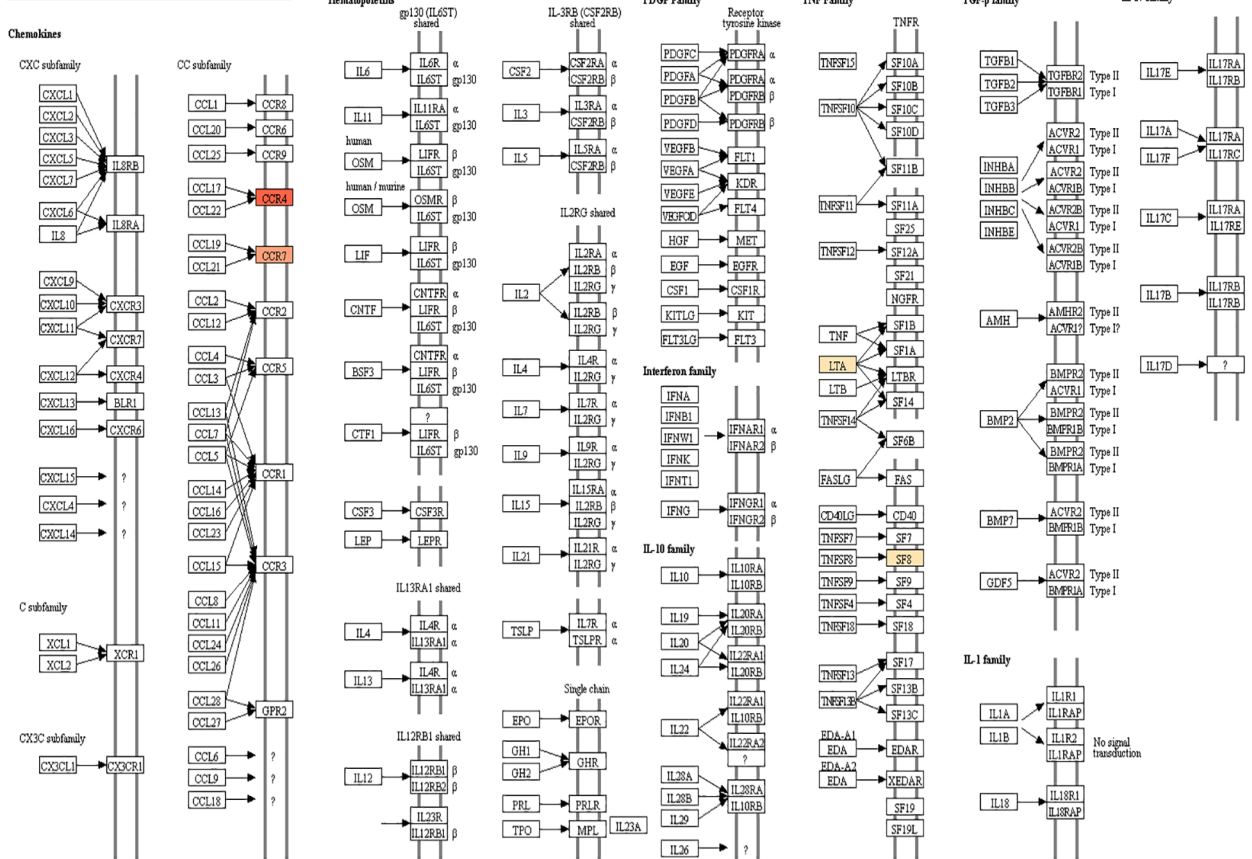 Hematopoietins
Chemokines
CXC subfamily
CXCL1
CXCL2
CXCL3
CXCL5
CXCL7
CXCL6
IL8
IL8RB
IL8RA
CXCL9
CXCL10
CXCL11
CXCL12
CXCR3
CXCR7
CXCR4
CXCL13
BLR1
CXCL16
CXCR6
CXCL15
?
CXCL4
?
CXCL14
?
C subfamily
XCL1
XCL2
XCR1
CX3C subfamily
CX3CL1
CX3CR1
CC subfamily
CCL1
CCR8
CCL20
CCR6
CCL25
CCR9
CCL17
CCL22
CCR4
CCL19
CCL21
CCR7
CCL2
CCL12
CCR2
CCL4
CCL3
CCR5
CCL13
CCL7
CCL5
CCR1
CCL14
CCL16
CCL23
CCL15
CCR3
CCL8
CCL11
CCL24
CCL26
CCL28
CCL27
GPR2
CCL6
?
CCL9
?
CCL18
?
gp130 (IL6ST)
shared
IL6
IL6R α
IL6ST gp130
IL11
IL11RA α
IL6ST gp130
human
OSM
LIFR β
IL6ST gp130
human / murine
OSM
OSMR β
IL6ST gp130
LIF
LIFR β
IL6ST gp130
CNTF
CNTFR α
LIFR β
IL6ST gp130
BSF3
CNTFR α
LIFR β
IL6ST gp130
CTF1
?
LIFR β
IL6ST gp130
CSF3
CSF3R
LEP
LEPR
IL13RA1 shared
IL4
IL4R α
IL13RA1 α
IL13
IL4R α
IL13RA1 α
IL12RB1 shared
IL12
IL12RB1 β
IL12RB2 β
IL23R
IL12RB1 β
IL-3RB (CSF2RB)
shared
CSF2
CSF2RA α
CSF2RB β
IL3
IL3RA α
CSF2RB β
IL5
IL5RA α
CSF2RB β
IL2RG shared
IL2
IL2RA α
IL2RB β
IL2RG γ
IL2RB β
IL2RG γ
IL4
IL4R α
IL2RG γ
IL7
IL7R α
IL2RG γ
IL9
IL9R α
IL2RG γ
IL15
IL15RA α
IL2RB β
IL2RG γ
IL21
IL21R α
IL2RG γ
TSLP
IL7R α
TSLPR α
Single chain
EPO
EPOR
GH1
GH2
GHR
PRL
PRLR
TPO
MPL
IL23A
PDGF Family
Receptor
tyrosine kinase
PDGFC
PDGFA
PDGFB
PDGFD
PDGFRA α
PDGFRA α
PDGFRB β
PDGFRB β
VEGFB
VEGFA
VEGFE
VEGFC/D
FLT1
KDR
FLT4
HGF
MET
EGF
EGFR
CSF1
CSF1R
KITLG
KIT
FLT3LG
FLT3
Interferon family
IFNA
IFNB1
IFNW1
IFNK
IFNT1
IFNAR1 α
IFNAR2 β
IFNG
IFNGR1 α
IFNGR2 β
IL-10 family
IL10
IL10RA
IL10RB
IL19
IL20
IL24
IL20RA
IL20RB
IL22RA1
IL20RB
IL22
IL22RA1
IL10RB
IL22RA2
?
IL28A
IL28B
IL29
IL28RA
IL10RB
IL26
?
TNF Family
TNFR
TNFSF15
TNFSF10
SF10A
SF10B
SF10C
SF10D
SF11B
TNFSF11
SF11A
SF25
TNFSF12
SF12A
SF21
NGFR
TNF
LTA
LTB
TNFSF14
SF1B
SF1A
LTBR
SF14
SF6B
FASLG
FAS
CD40LG
CD40
TNFSF7
SF7
TNFSF8
SF8
TNFSF9
SF9
TNFSF4
SF4
TNFSF18
SF18
TNFSF13
TNFSF13B
SF17
SF13B
SF13C
EDA-A1
EDA
EDAR
EDA-A2
EDA
XEDAR
SF19
SF19L
TGF-β family
TGFB1
TGFB2
TGFB3
TGFBR2 Type II
TGFBR1 Type I
INHBA
INHBB
INHBC
INHBE
ACVR2 Type II
ACVR1 Type I
ACVR2 Type II
ACVR1B Type I
ACVR2B Type II
ACVR1 Type I
ACVR2B Type II
ACVR1B Type I
AMH
AMHR2 Type II
ACVR1? Type I?
BMP2
BMPR2 Type II
ACVR1 Type I
BMPR2 Type II
BMPR1B Type I
BMPR2 Type II
BMPR1A Type I
BMP7
ACVR2 Type II
BMPR1B Type I
GDF5
ACVR2 Type II
BMPR1A Type I
IL-1 family
IL1A
IL1B
IL1R1
IL1RAP
IL1R2
IL1RAP
No signal
transduction
IL18
IL18R1
IL18RAP
IL17E
IL17RA
IL17RB
IL17A
IL17F
IL17RA
IL17RC
IL17C
IL17RA
IL17RE
IL17B
IL17RB
IL17RB
IL17D
?